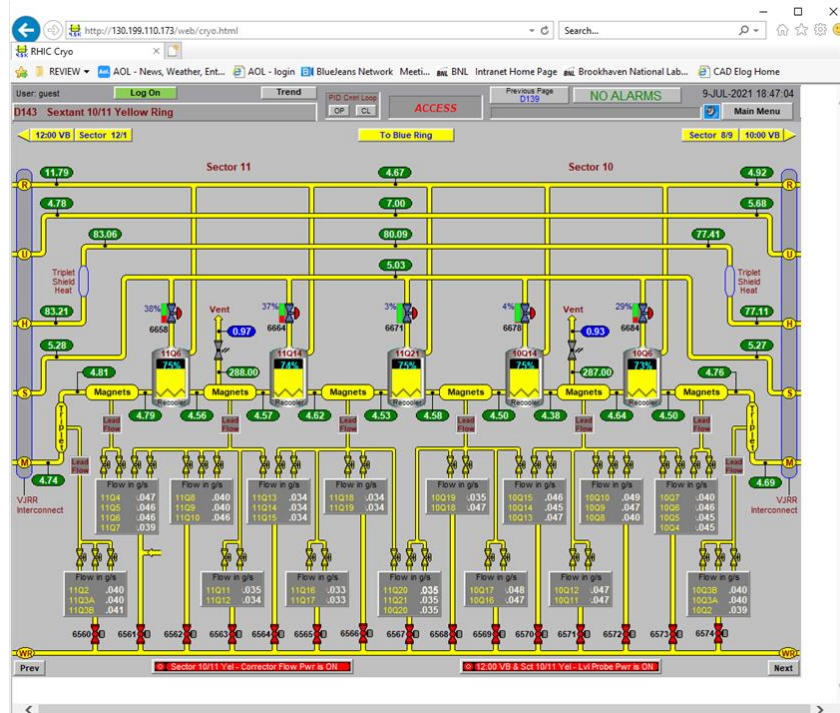 http://130.199.110.173/web/cryo.html
Search...
RHIC Cryo
REVIEW
AOL - News, Weather, Ent...
AOL - login
BlueJeans Network Meeti...
BNL Intranet Home Page
Brookhaven National Lab...
CAD Elog Home
User: guest
Log On
Trend
PID Cntrl Loop
OP CL
ACCESS
Previous Page
D139
NO ALARMS
9-JUL-2021 18:47:04
D143 Sextant 10/11 Yellow Ring
Main Menu
12:00 VB Sector 12/1
To Blue Ring
Sector 8/9 10:00 VB
Sector 11
Sector 10
11.79 4.67 4.92
R R
4.78 7.00 5.68
83.06 80.09 77.41
U U
5.03
Triplet Shield Heat
Triplet Shield Heat
38% 37% 3% 4% 29%
Vent Vent
83.21 77.11
6658 6664 6671 6678 6684
H H
0.97 0.93
5.28 5.27
11Q6 11Q14 11Q21 10Q14 10Q6
75% 74% 75% 75% 73%
288.00 287.00
4.81 4.76
S S
Magnets Magnets Magnets Magnets Magnets Magnets
Recooler Recooler Recooler Recooler Recooler
4.79 4.56 4.57 4.62 4.53 4.58 4.50 4.38 4.64 4.50
Triplet Triplet
Lead Flow Lead Flow Lead Flow Lead Flow Lead Flow Lead Flow
Lead Flow Lead Flow
M M
4.74 4.69
VJRR Interconnect
VJRR Interconnect
Flow in g/s
11Q4 .047
11Q5 .046
11Q6 .046
11Q7 .039
Flow in g/s
11Q8 .040
11Q9 .040
11Q10 .046
Flow in g/s
11Q13 .034
11Q14 .034
11Q15 .034
Flow in g/s
11Q18 .034
11Q19 .034
Flow in g/s
10Q19 .035
10Q18 .047
Flow in g/s
10Q15 .046
10Q14 .045
10Q13 .047
Flow in g/s
10Q10 .049
10Q9 .047
10Q8 .040
Flow in g/s
10Q7 .040
10Q6 .046
10Q5 .045
10Q4 .045
Flow in g/s
11Q2 .040
11Q3A .040
11Q3B .041
Flow in g/s
11Q11 .035
11Q12 .034
Flow in g/s
11Q16 .033
11Q17 .033
Flow in g/s
11Q20 .035
11Q21 .035
10Q20 .035
Flow in g/s
10Q17 .048
10Q16 .047
Flow in g/s
10Q12 .047
10Q11 .047
Flow in g/s
10Q3B .040
10Q3A .040
10Q2 .039
6560 6561 6562 6563 6564 6565 6566 6567 6568 6569 6570 6571 6572 6573 6574
WR WR
Prev
Sector 10/11 Yel - Corrector Flow Pwr is ON
12:00 VB & Sct 10/11 Yel - Lvl Probe Pwr is ON
Next